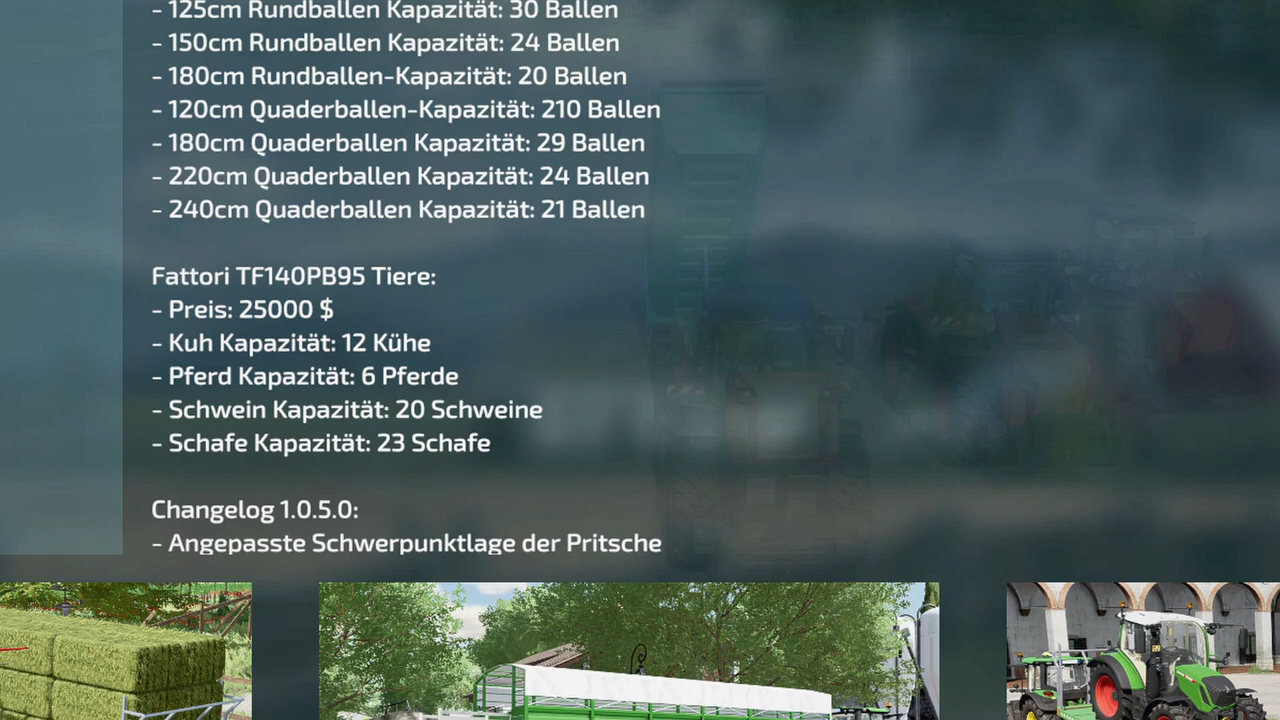 - 125cm Rundballen Kapazität: 30 Ballen
- 150cm Rundballen Kapazität: 24 Ballen
- 180cm Rundballen-Kapazität: 20 Ballen
- 120cm Quaderballen-Kapazität: 210 Ballen
- 180cm Quaderballen Kapazität: 29 Ballen
- 220cm Quaderballen Kapazität: 24 Ballen
- 240cm Quaderballen Kapazität: 21 Ballen
Fattori TF140PB95 Tiere:
- Preis: 25000 $
- Kuh Kapazität: 12 Kühe
- Pferd Kapazität: 6 Pferde
- Schwein Kapazität: 20 Schweine
- Schafe Kapazität: 23 Schafe
Changelog 1.0.5.0:
- Angepasste Schwerpunktlage der Pritsche